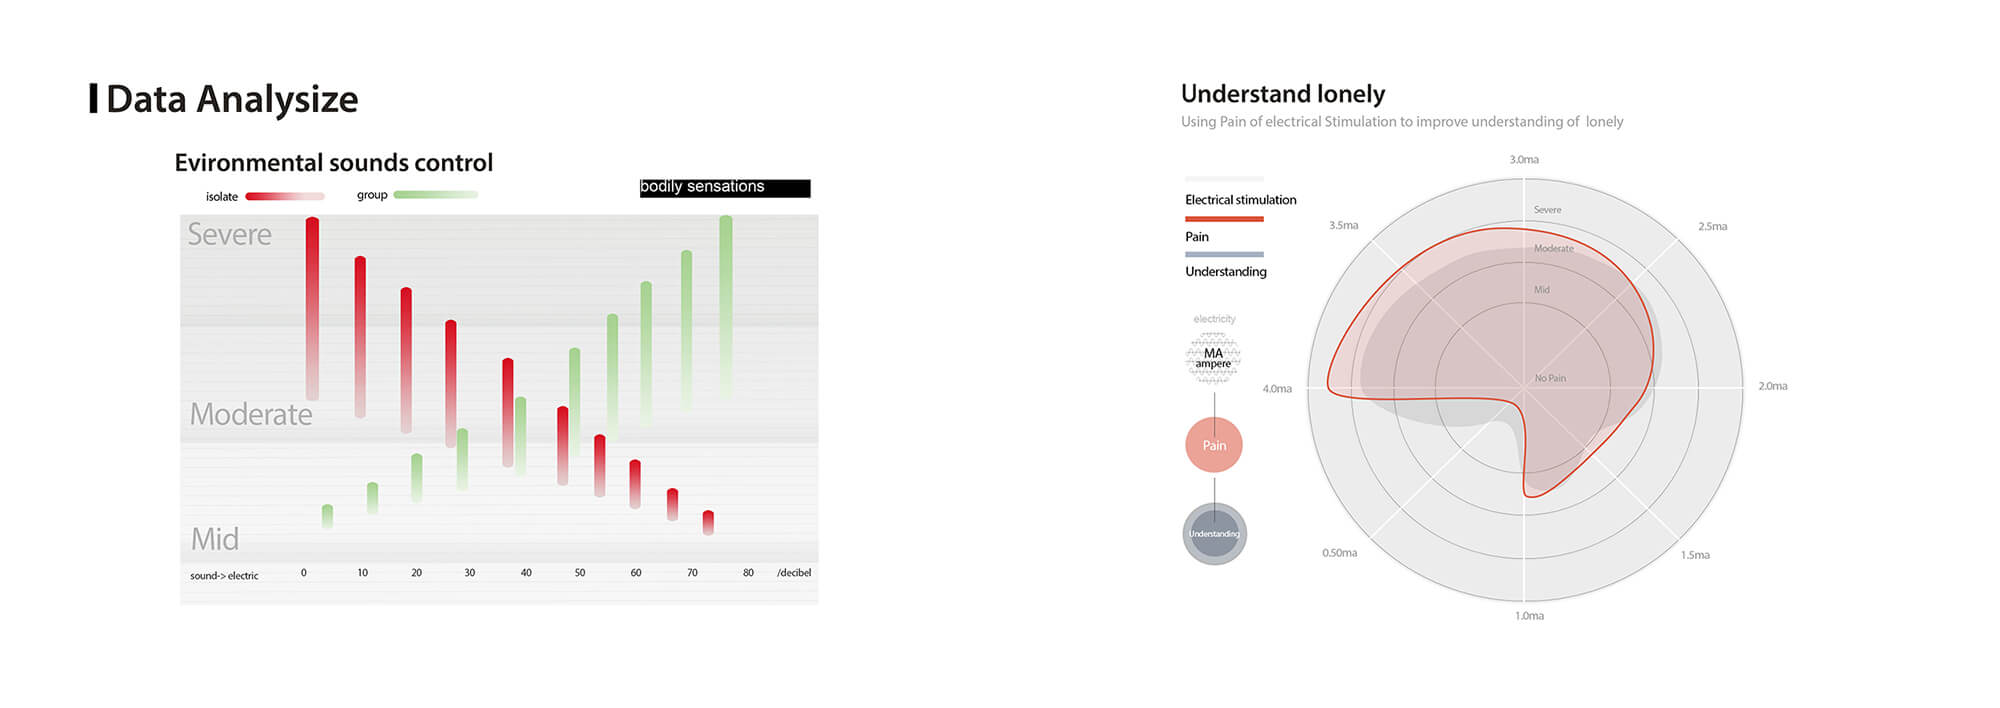 Data Analysize
Evironmental sounds control
isolate
group
bodily sensations
Severe
Moderate
Mid
sound-> electric
0
10
20
30
40
50
60
70
80
/decibel
Understand lonely
Using Pain of electrical Stimulation to improve understanding of lonely
Electrical stimulation
Pain
Understanding
electricity
MA
ampere
Pain
Understanding
3.0ma
2.5ma
2.0ma
1.5ma
1.0ma
0.50ma
4.0ma
3.5ma
Severe
Moderate
Mid
No Pain